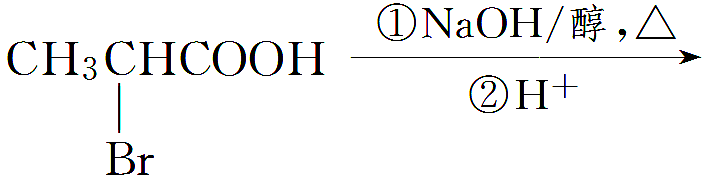 ①NaOH/醇,△
CH₃CHCOOH
②H⁺
Br